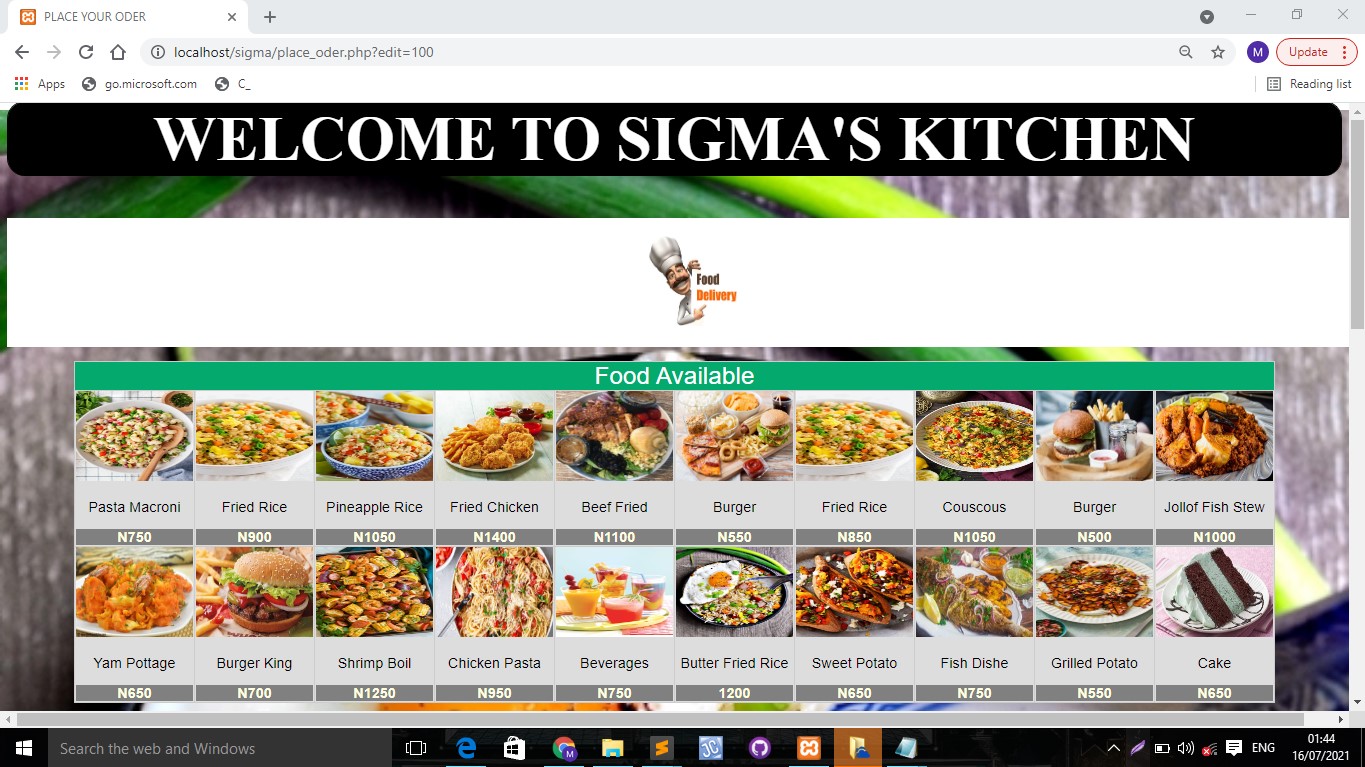 PLACE YOUR ODER
localhost/sigma/place_oder.php?edit=100
M
Update
Apps
go.microsoft.com
C_
Reading list
WELCOME TO SIGMA'S KITCHEN
Food
Delivery
Food Available
Pasta Macroni Fried Rice Pineapple Rice Fried Chicken Beef Fried Burger Fried Rice Couscous Burger Jollof Fish Stew
N750 N900 N1050 N1400 N1100 N550 N850 N1050 N500 N1000
Yam Pottage Burger King Shrimp Boil Chicken Pasta Beverages Butter Fried Rice Sweet Potato Fish Dishe Grilled Potato Cake
N650 N700 N1250 N950 N750 1200 N650 N750 N550 N650
Search the web and Windows
ENG
01:44
16/07/2021